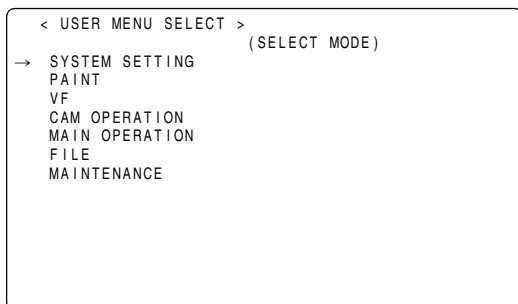 < USER MENU SELECT >
(SELECT MODE)
→ SYSTEM SETTING
PAINT
VF
CAM OPERATION
MAIN OPERATION
FILE
MAINTENANCE